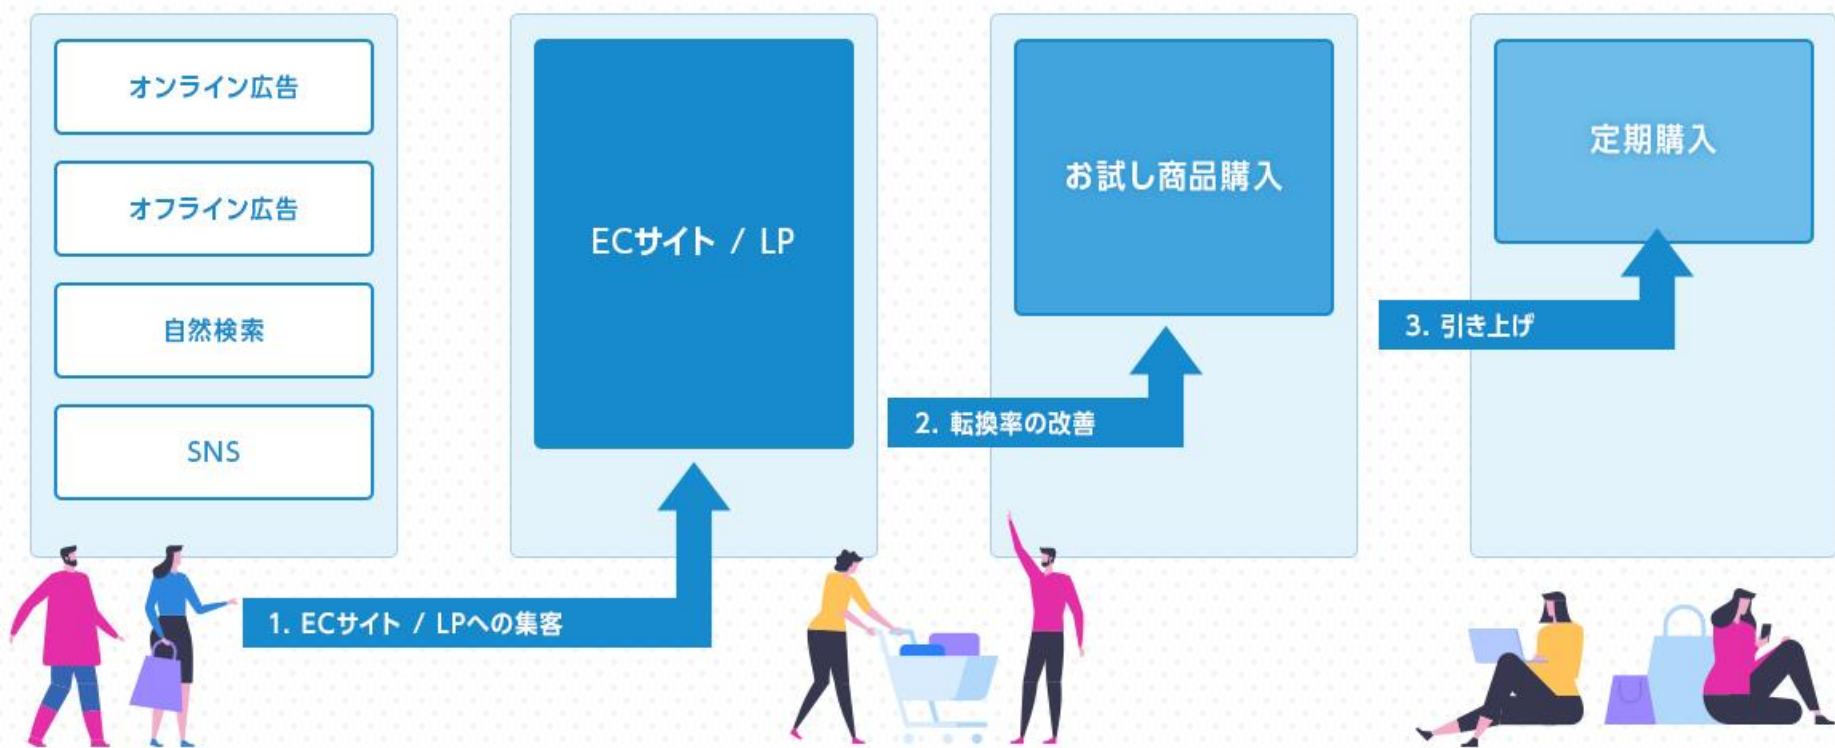 オンライン広告
オフライン広告
自然検索
SNS
1. ECサイト / LPへの集客
ECサイト / LP
2. 転換率の改善
お試し商品購入
3. 引き上げ
定期購入